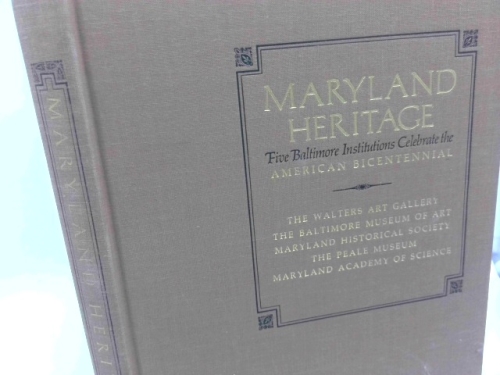 MARYLAND
HERITAGE
Five Baltimore Institutions Celebrate the
AMERICAN BICENTENNIAL
THE WALTERS ART GALLERY
THE BALTIMORE MUSEUM OF ART
MARYLAND HISTORICAL SOCIETY
THE PEALE MUSEUM
MARYLAND ACADEMY OF SCIENCE
MARYLAND HERI